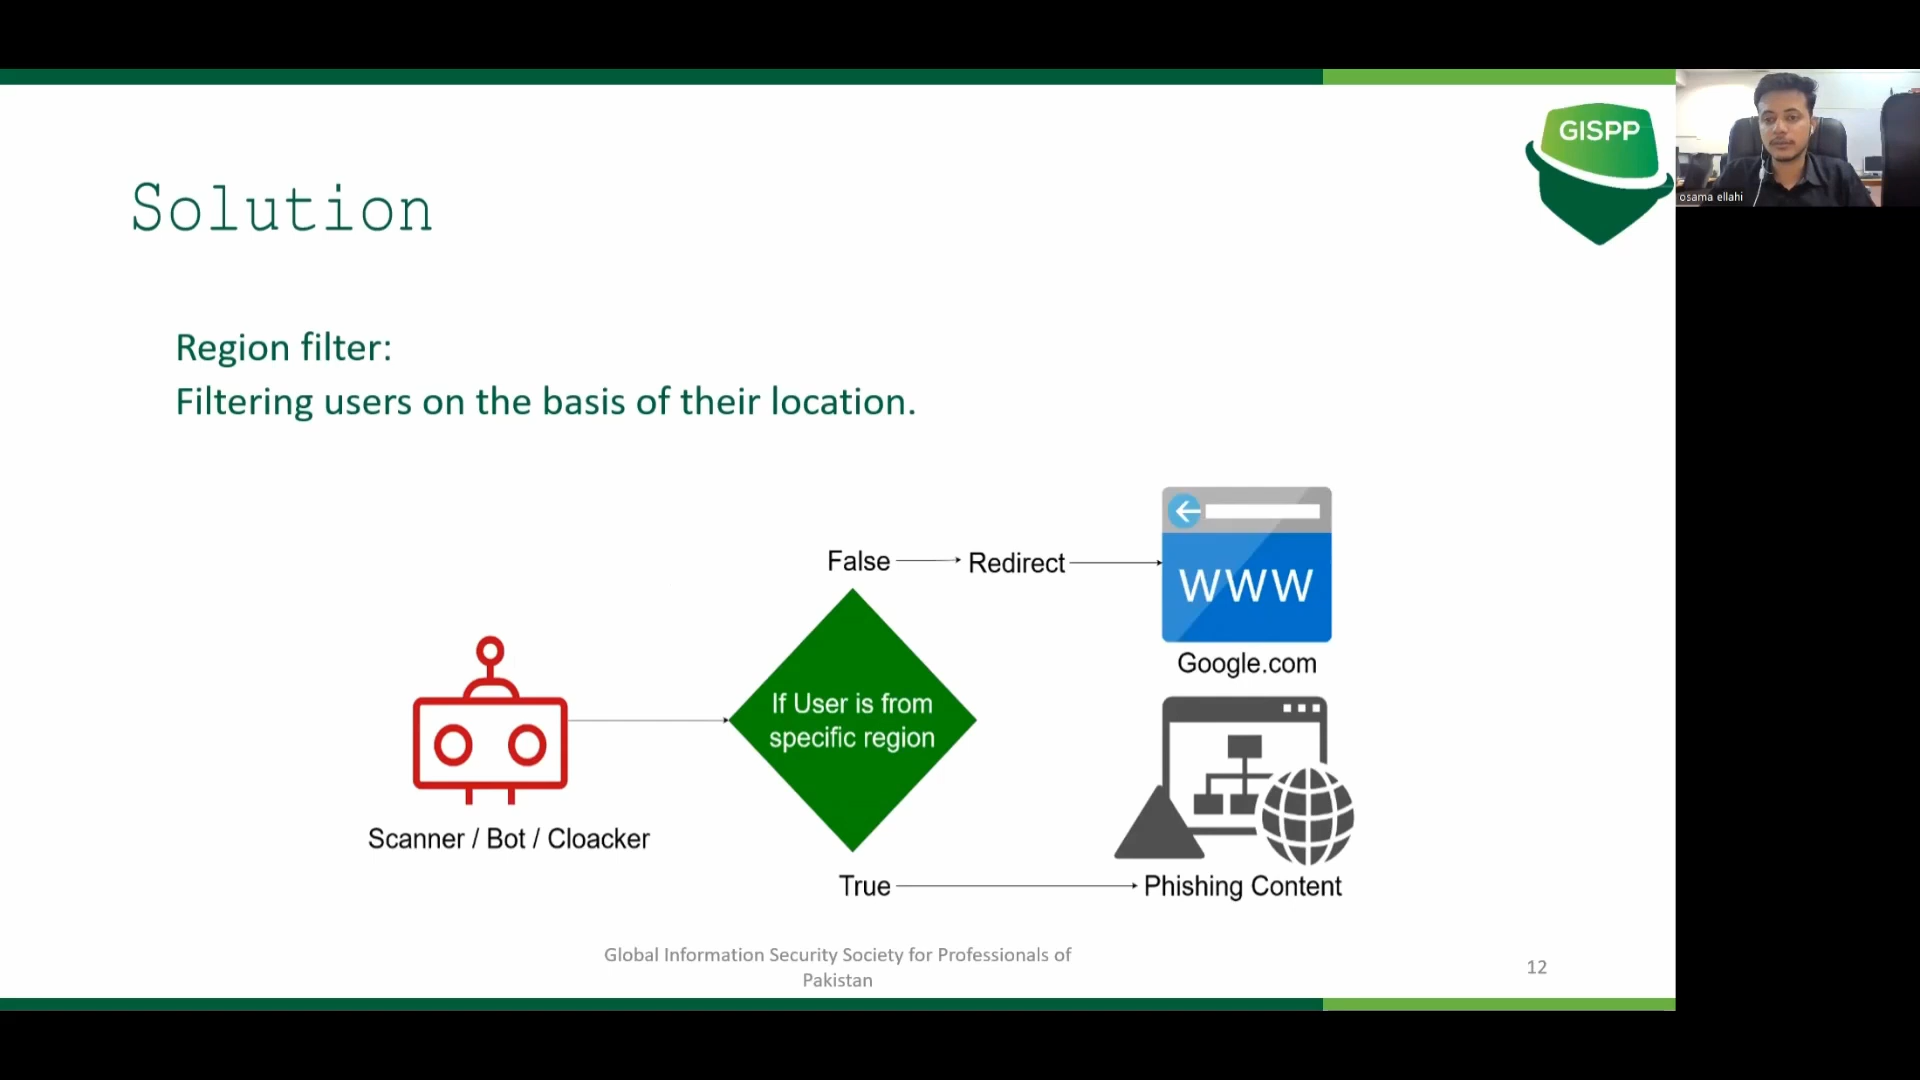 GISPP
osama ellahi
Solution
Region filter:
Filtering users on the basis of their location.
False
Redirect
WWW
Google.com
If User is from
specific region
Scanner / Bot / Cloacker
True
Phishing Content
Global Information Security Society for Professionals of
Pakistan
12